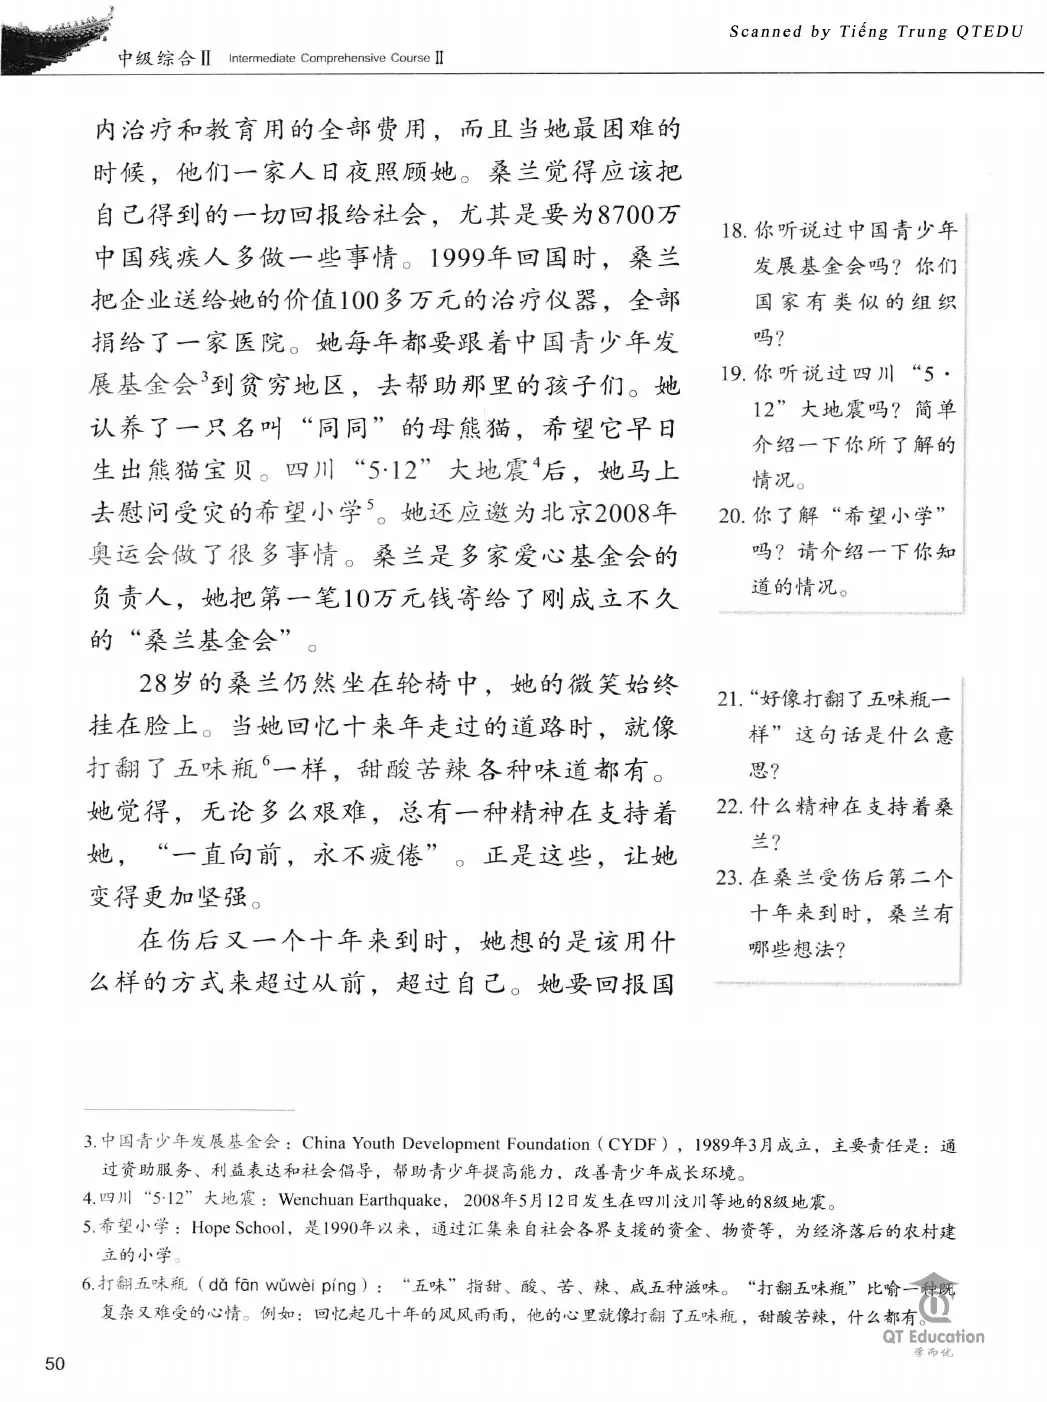 Scanned by Tiếng Trung QTEDU
中级综合Ⅱ Intermediate Comprehensive Course Ⅱ
内治疗和教育用的全部费用，而且当她最困难的
时候，他们一家人日夜照顾她。桑兰觉得应该把
自己得到的一切回报给社会，尤其是要为8700万
中国残疾人多做一些事情。1999年回国时，桑兰
把企业送给她的价值100多万元的治疗仪器，全部
捐给了一家医院。她每年都要跟着中国青少年发
展基金会3到贫穷地区，去帮助那里的孩子们。她
认养了一只名叫“同同”的母熊猫，希望它早日
生出熊猫宝贝。四川“5·12”大地震4后，她马上
去慰问受灾的希望小学5。她还应邀为北京2008年
奥运会做了很多事情。桑兰是多家爱心基金会的
负责人，她把第一笔10万元钱寄给了刚成立不久
的“桑兰基金会”。
28岁的桑兰仍然坐在轮椅中，她的微笑始终
挂在脸上。当她回忆十来年走过的道路时，就像
打翻了五味瓶6一样，甜酸苦辣各种味道都有。
她觉得，无论多么艰难，总有一种精神在支持着
她，“一直向前，永不疲倦”。正是这些，让她
变得更加坚强。
在伤后又一个十年来到时，她想的是该用什
么样的方式来超过从前，超过自己。她要回报国
18. 你听说过中国青少年
发展基金会吗？你们
国家有类似的组织
吗？
19. 你听说过四川“5·
12”大地震吗？简单
介绍一下你所了解的
情况。
20. 你了解“希望小学”
吗？请介绍一下你知
道的情况。
21. “好像打翻了五味瓶一
样”这句话是什么意
思？
22. 什么精神在支持着桑
兰？
23. 在桑兰受伤后第二个
十年来到时，桑兰有
哪些想法？
3. 中国青少年发展基金会：China Youth Development Foundation（CYDF），1989年3月成立，主要责任是：通
过资助服务、利益表达和社会倡导，帮助青少年提高能力，改善青少年成长环境。
4. 四川“5·12”大地震：Wenchuan Earthquake，2008年5月12日发生在四川汶川等地的8级地震。
5. 希望小学：Hope School，是1990年以来，通过汇集来自社会各界支援的资金、物资等，为经济落后的农村建
立的小学。
6. 打翻五味瓶（dǎ fān wǔwèi píng）：“五味”指甜、酸、苦、辣、咸五种滋味。“打翻五味瓶”比喻一种既
复杂又难受的心情。例如：回忆起几十年的风风雨雨，他的心里就像打翻了五味瓶，甜酸苦辣，什么都有。
QT Education
学而优
50